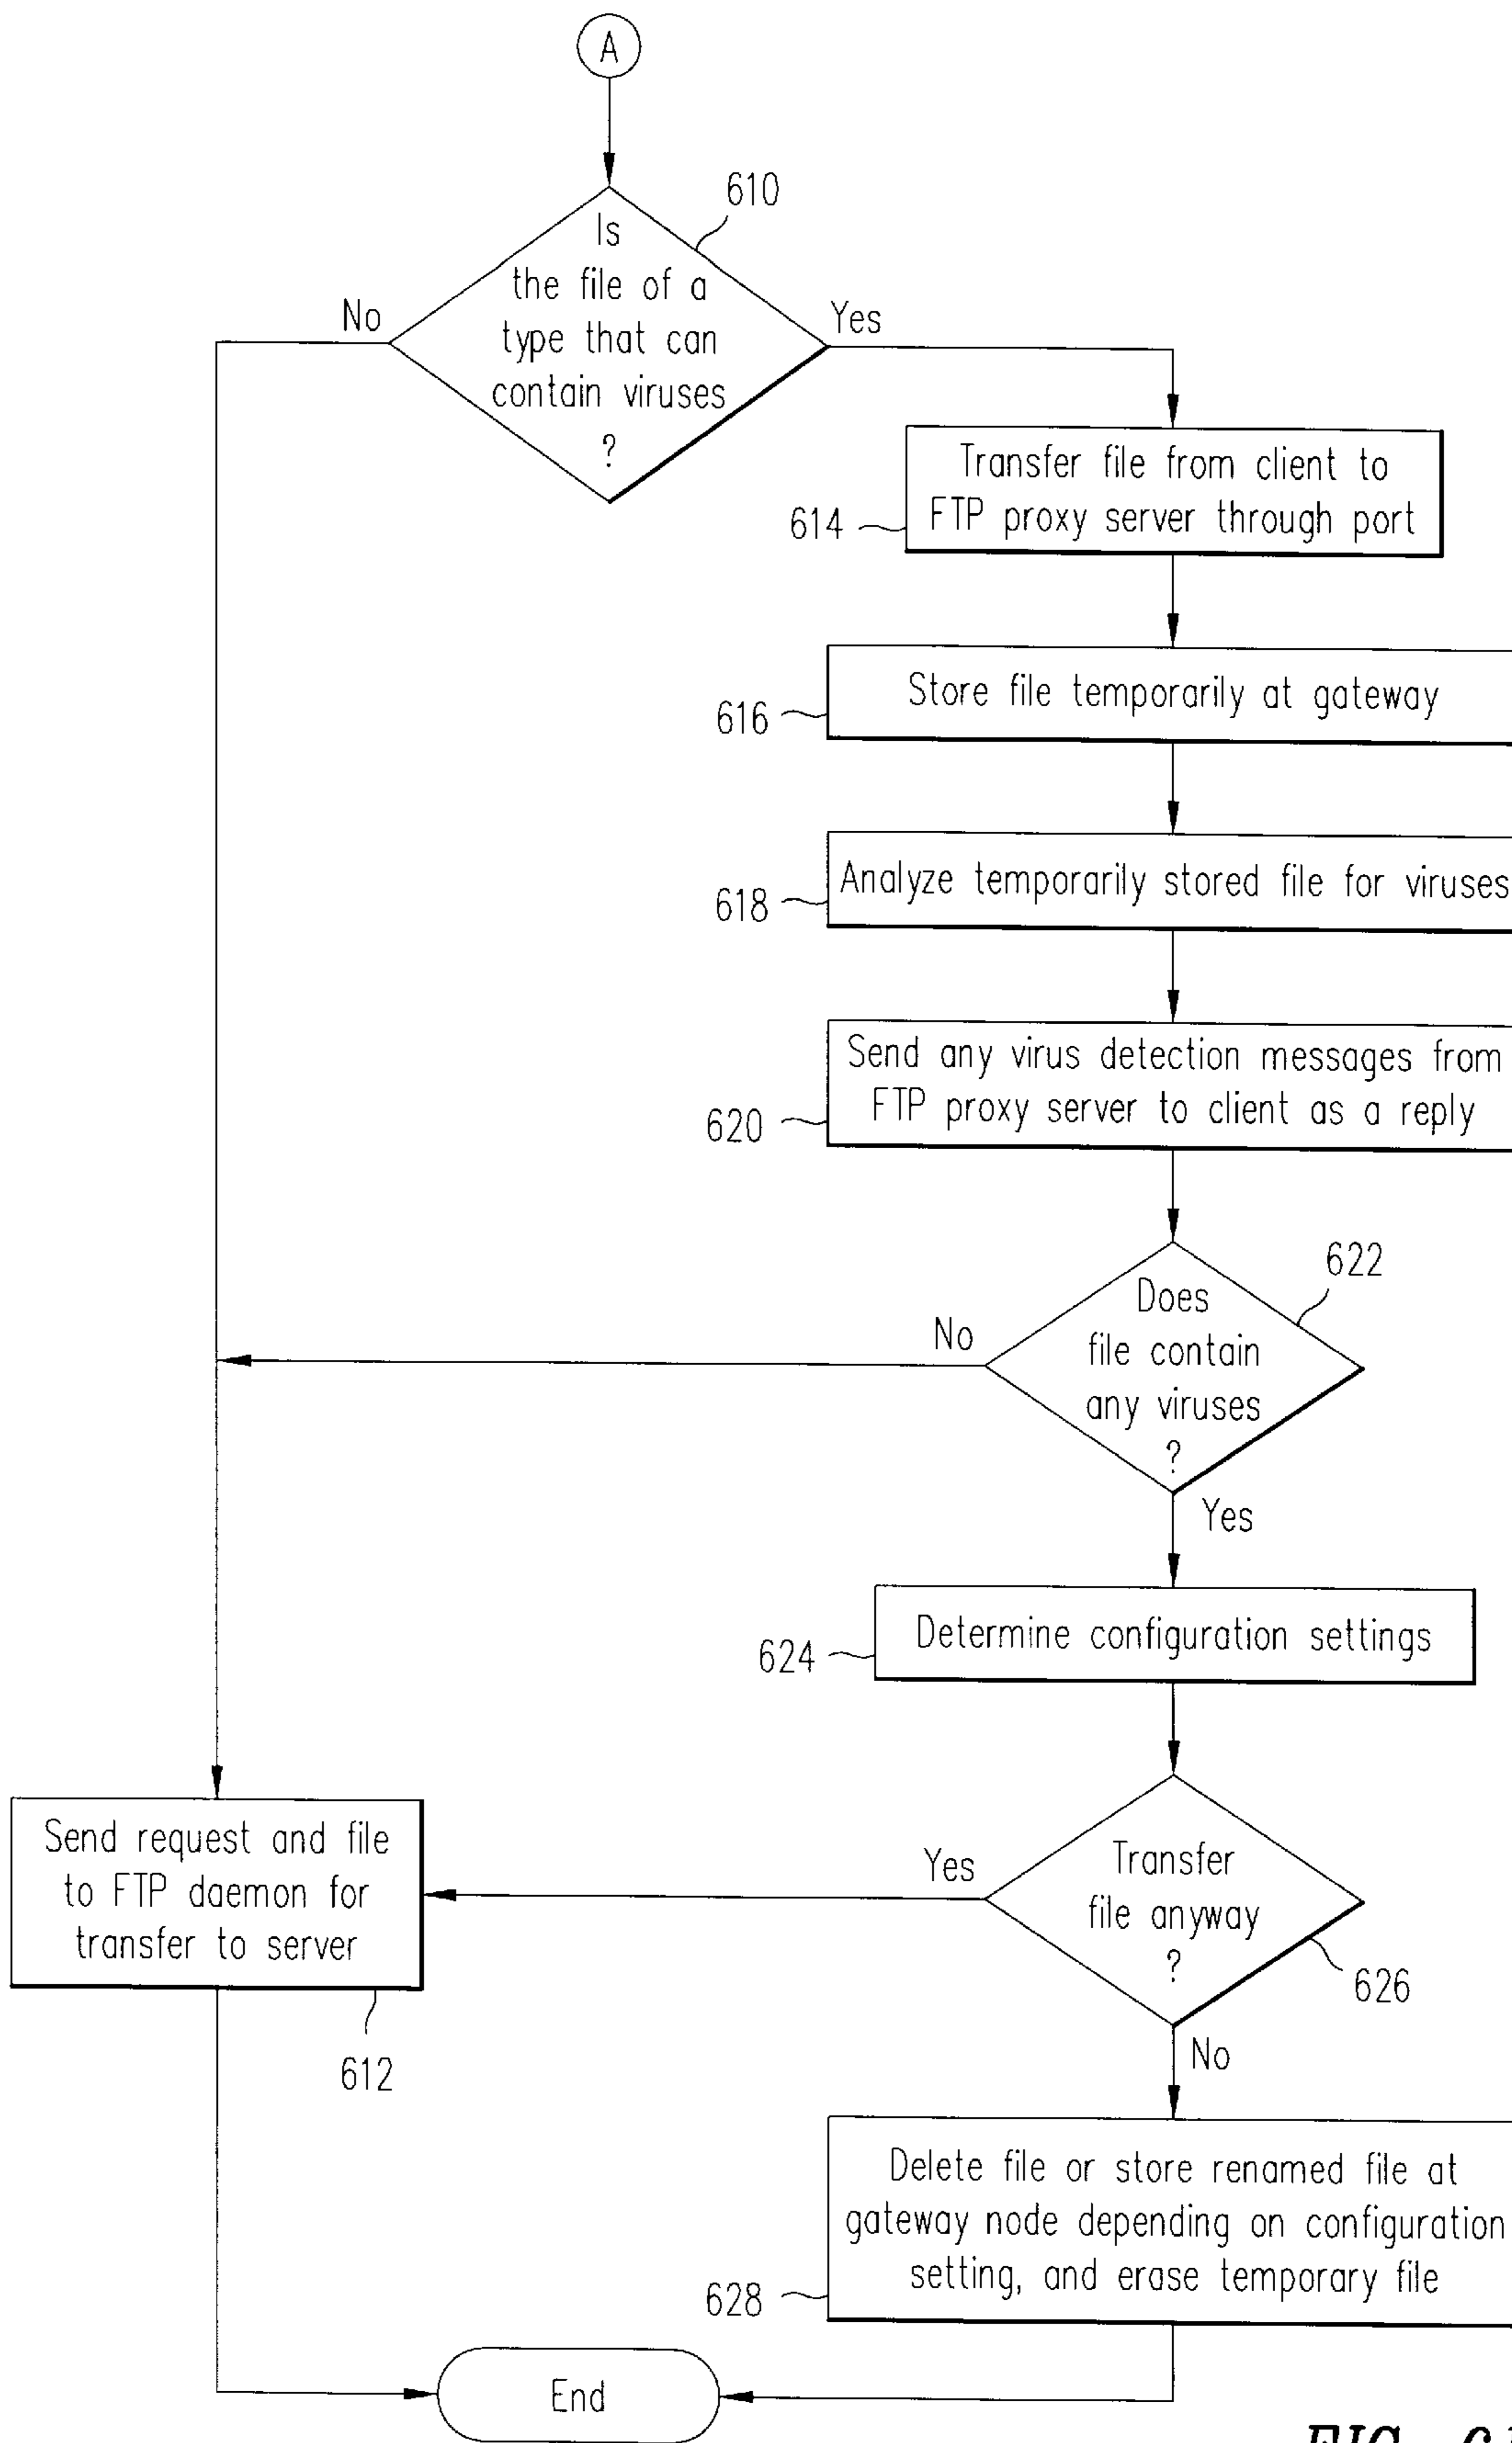 A
610
Is
the file of a
type that can
contain viruses
?
No
Yes
Transfer file from client to
FTP proxy server through port
614
Store file temporarily at gateway
616
Analyze temporarily stored file for viruses
618
Send any virus detection messages from
FTP proxy server to client as a reply
620
622
Does
file contain
any viruses
?
No
Yes
Determine configuration settings
624
Send request and file
to FTP daemon for
transfer to server
612
Yes
Transfer
file anyway
?
626
No
Delete file or store renamed file at
gateway node depending on configuration
setting, and erase temporary file
628
End
FIG.